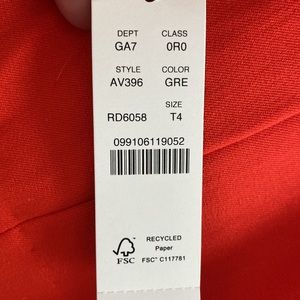 DEPT CLASS
GA7 0R0
STYLE COLOR
AV396 GRE
SIZE
RD6058 T4
099106119052
RECYCLED
Paper
FSC FSC® C117781